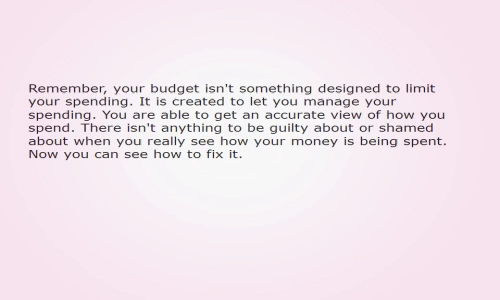 Remember, your budget isn't something designed to limit
your spending. It is created to let you manage your
spending. You are able to get an accurate view of how you
spend. There isn't anything to be guilty about or shamed
about when you really see how your money is being spent.
Now you can see how to fix it.